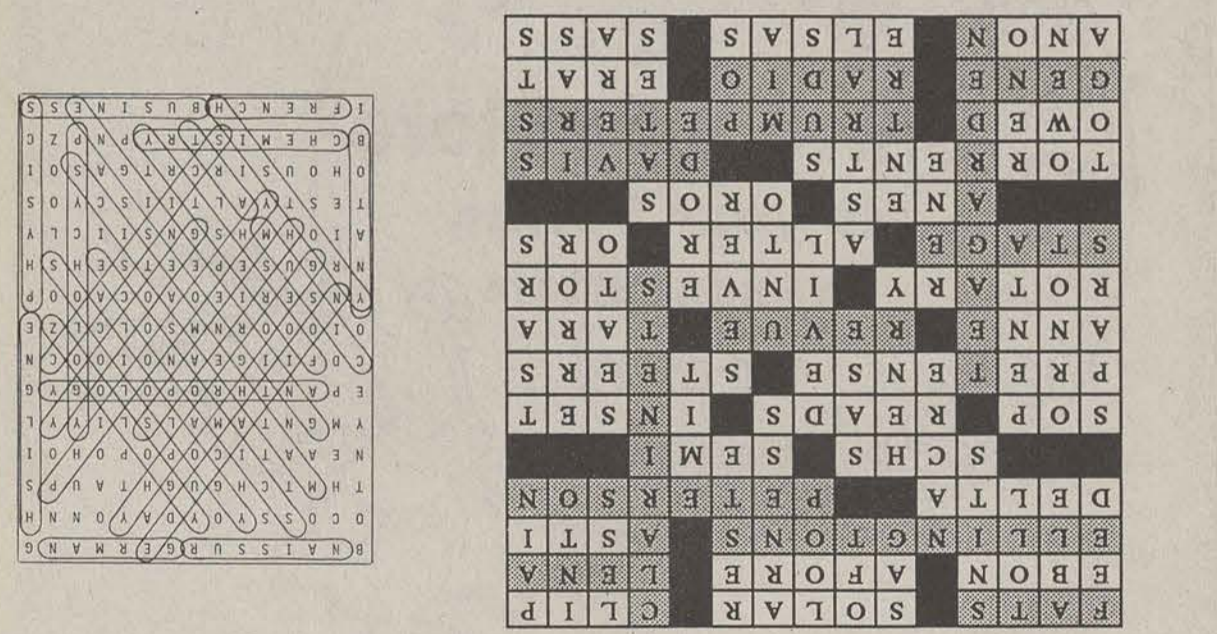 FATS SOLAR CLIP
EBON AFORE LENA
ELLINGTONS ASTI
DELTA PETERSON
SCHS SEMI
SOP READS INSET
PRETENSE STEERS
ANNE REVUE TARA
ROTARY INVESTOR
STAGE ALTER ORS
ANES OROS
TORRENTS DAVIS
OWED TRUMPETERS
GENE RADIO ERAT
ANON ELSAS SASS
B N A I S S U R G E R M A N G
O C O S S Y O Y D A Y O N N H
T H M T C H G U G H T A U P S
N E A A T I C O P O P O H O I
Y M G N T A M A L S L I Y Y L
E P A N T H R O P O L O G Y G
C D F I I G E A N O I O O C N
O I O O O R N M S O L C L Z E
Y N S E R I E O A O C A O O P
N R G U S E P E E T S E H S H
A I O H M H S G N S I I C L Y
T E S T Y A L T I I S C Y O S
O H O U S I R C R T G A S O I
B C H E M I S T R Y P N P Z C
I F R E N C H B U S I N E S S